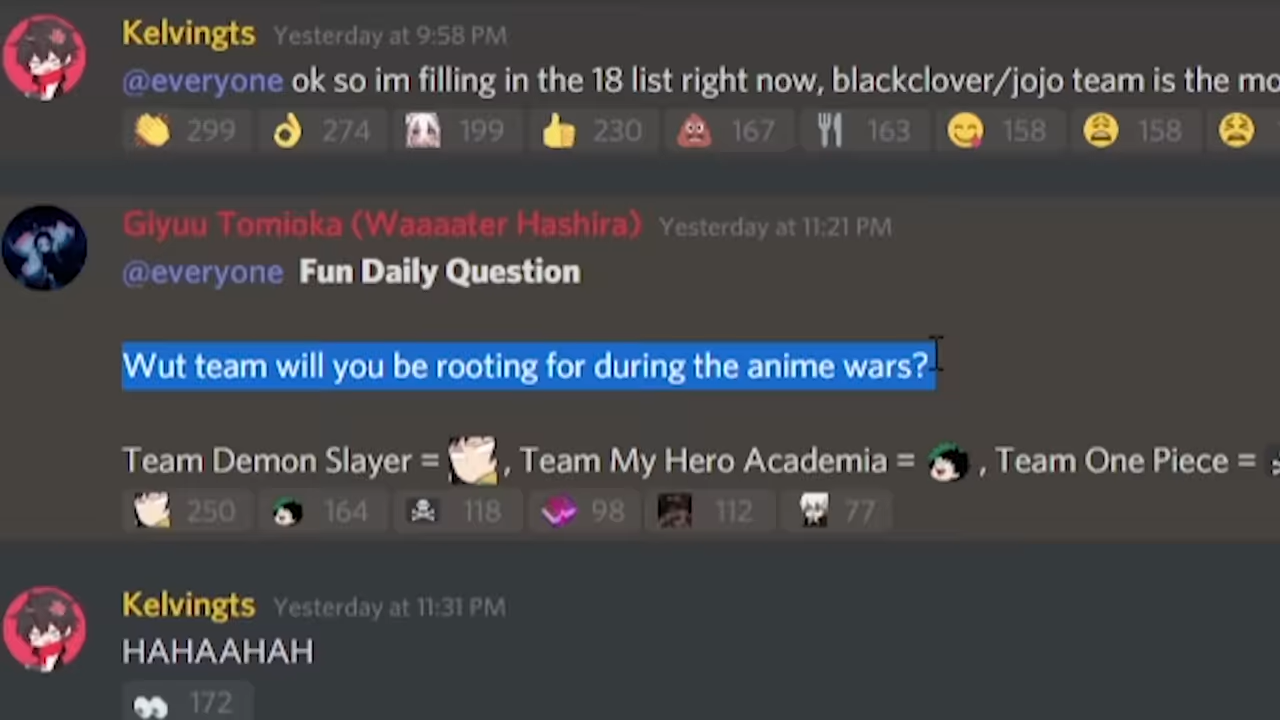 Kelvingts Yesterday at 9:58 PM
@everyone ok so im filling in the 18 list right now, blackclover/jojo team is the mo
299 274 199 230 167 163 158 158
Giyuu Tomioka (Waaaater Hashira) Yesterday at 11:21 PM
@everyone Fun Daily Question
Wut team will you be rooting for during the anime wars?
Team Demon Slayer = , Team My Hero Academia = , Team One Piece =
250 164 118 98 112 77
Kelvingts Yesterday at 11:31 PM
HAHAAHAH
172